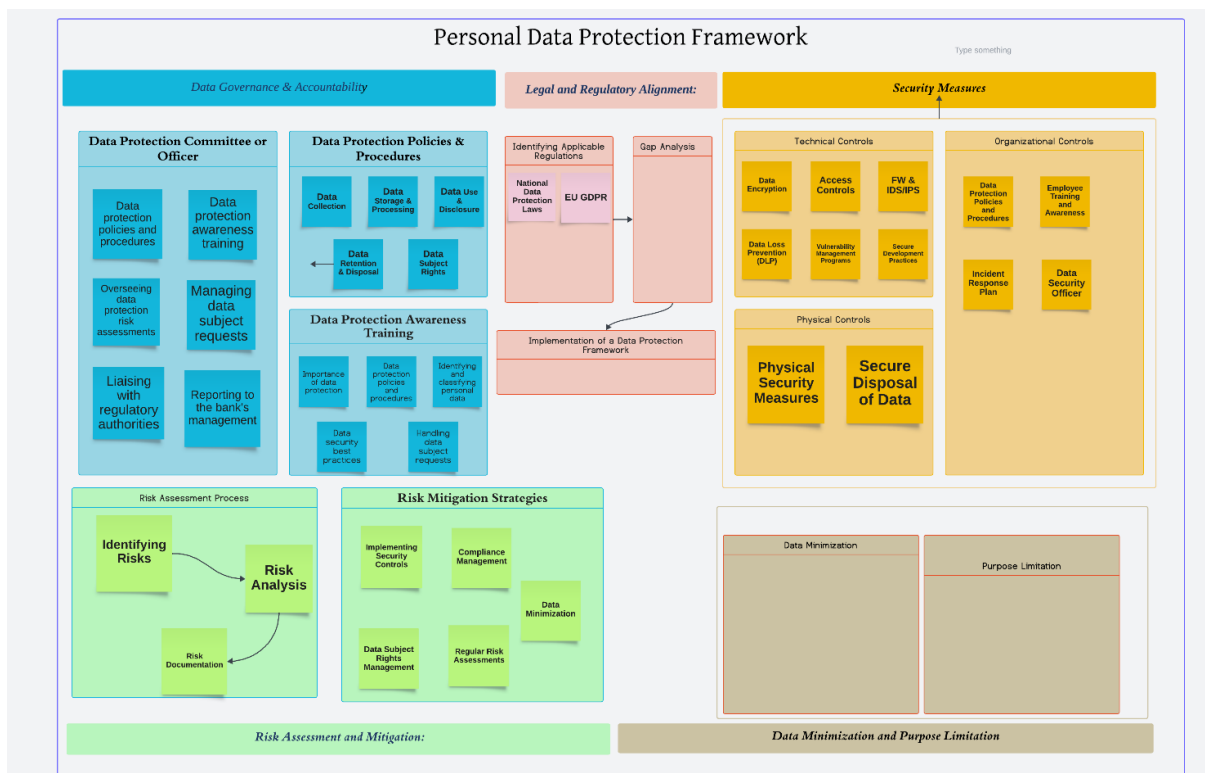 Personal Data Protection Framework
Type something
Data Governance & Accountability
Legal and Regulatory Alignment:
Security Measures
Data Protection Committee or
Officer
Data
protection
policies and
procedures
Data
protection
awareness
training
Overseeing
data
protection
risk
assessments
Managing
data
subject
requests
Liaising
with
regulatory
authorities
Reporting to
the bank's
management
Data Protection Policies &
Procedures
Data
Collection
Data
Storage &
Processing
Data Use
&
Disclosure
Data
Retention
& Disposal
Data
Subject
Rights
Data Protection Awareness
Training
Importance
of data
protection
Data
protection
policies
and
procedures
Identifying
and
classifying
personal
data
Data
security
best
practices
Handling
data
subject
requests
Identifying Applicable
Regulations
National
Data
Protection
Laws
EU GDPR
Gap Analysis
Implementation of a Data Protection
Framework
Technical Controls
Data
Encryption
Access
Controls
FW &
IDS/IPS
Data Loss
Prevention
(DLP)
Vulnerability
Management
Programs
Secure
Development
Practices
Physical Controls
Physical
Security
Measures
Secure
Disposal
of Data
Organizational Controls
Data
Protection
Policies
and
Procedures
Employee
Training
and
Awareness
Incident
Response
Plan
Data
Security
Officer
Risk Assessment Process
Identifying
Risks
Risk
Analysis
Risk
Documentation
Risk Mitigation Strategies
Implementing
Security
Controls
Compliance
Management
Data
Minimization
Data Subject
Rights
Management
Regular Risk
Assessments
Data Minimization
Purpose Limitation
Risk Assessment and Mitigation:
Data Minimization and Purpose Limitation